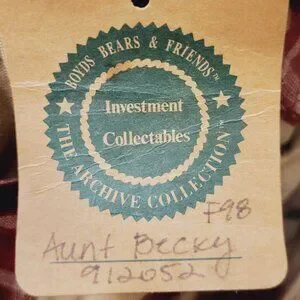 BOYDS BEARS & FRIENDS™
Investment
Collectables
THE ARCHIVE COLLECTION™
F98
Aunt Becky
912052